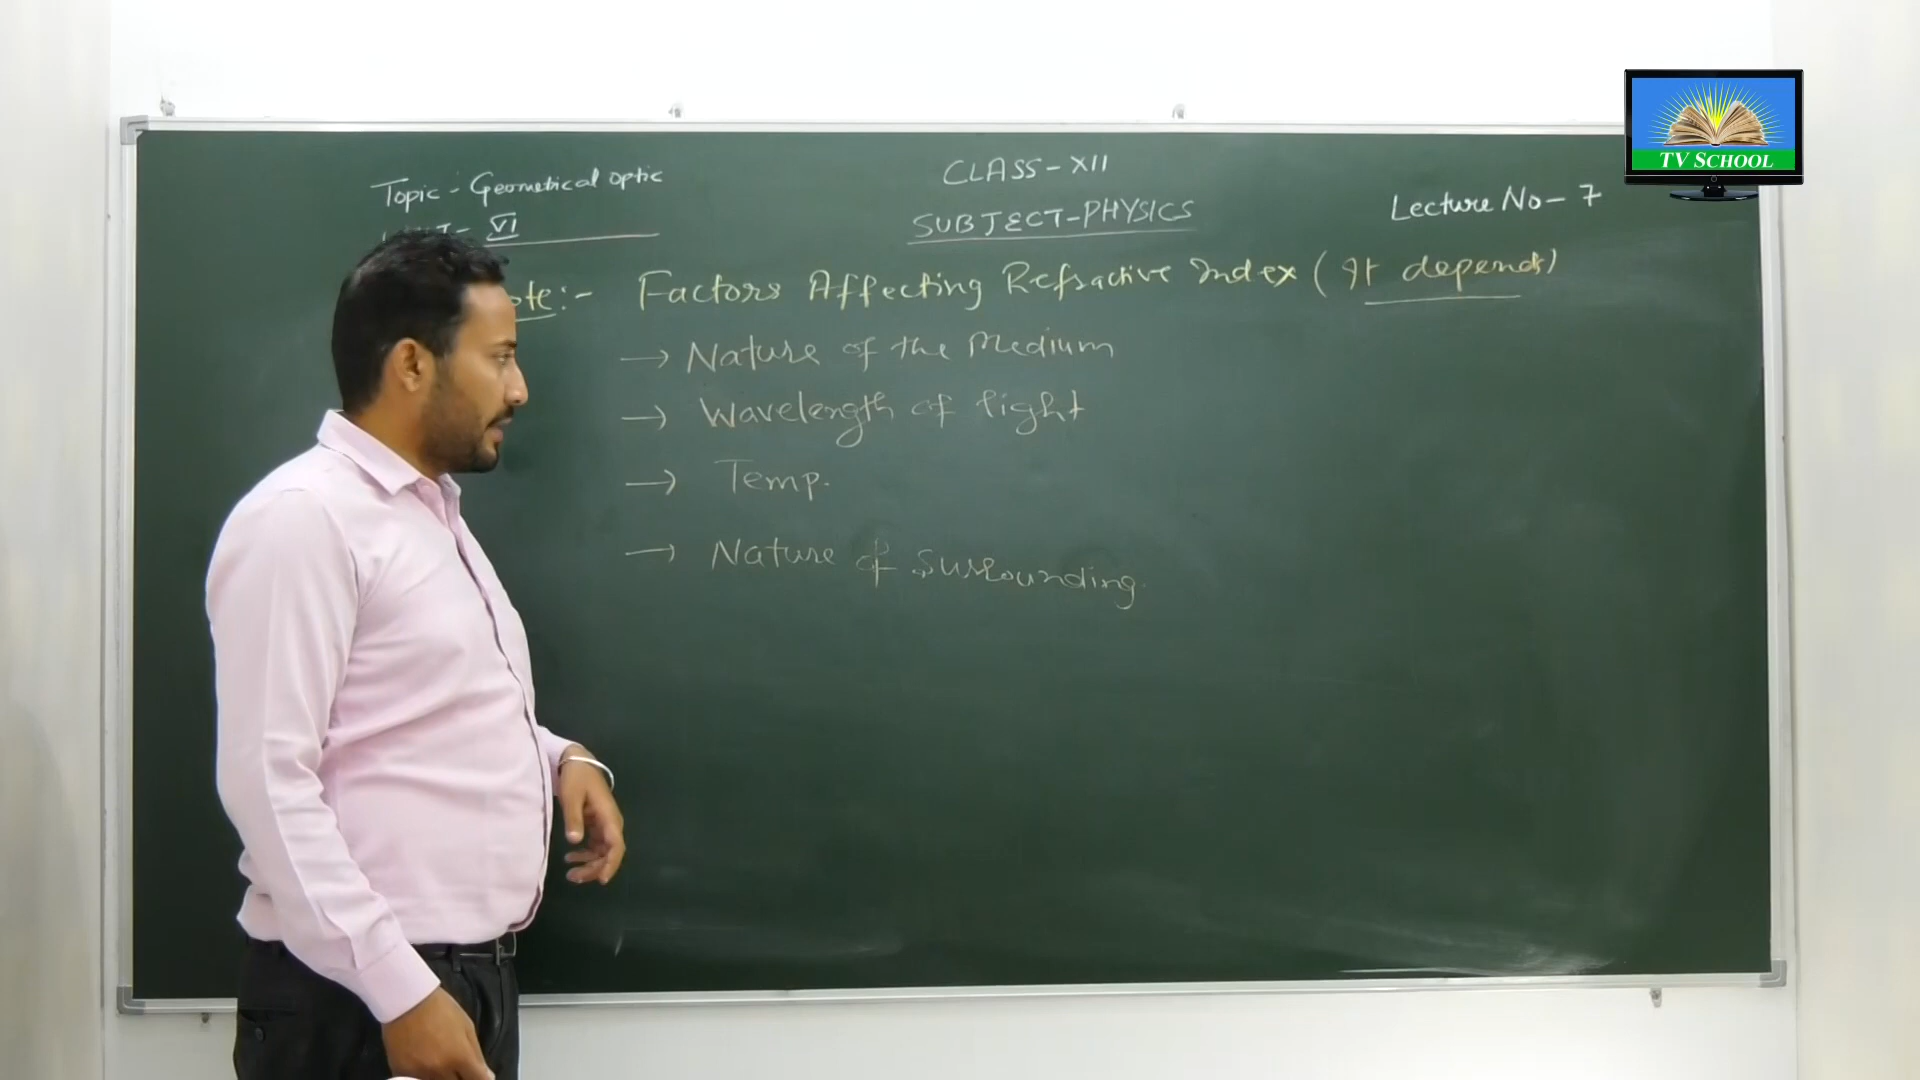 Topic:- Geometical optic
CLASS-XII
VI
SUBJECT-PHYSICS
Lecture No-7
TV SCHOOL
:- Factors Affecting Refractive Index (It depends)
→ Nature of the Medium
→ Wavelength of light
→ Temp.
→ Nature of surrounding.